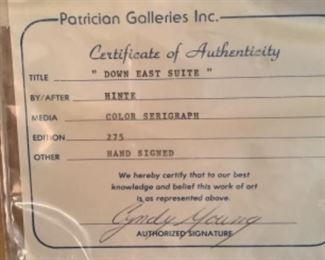 Patrician Galleries Inc.
Certificate of Authenticity
TITLE " DOWN EAST SUITE "
BY/AFTER HINTE
MEDIA COLOR SERIGRAPH
EDITION 275
OTHER HAND SIGNED
We hereby certify that to our best
knowledge and belief this work of art
is as represented above.
Cyndy Young
AUTHORIZED SIGNATURE